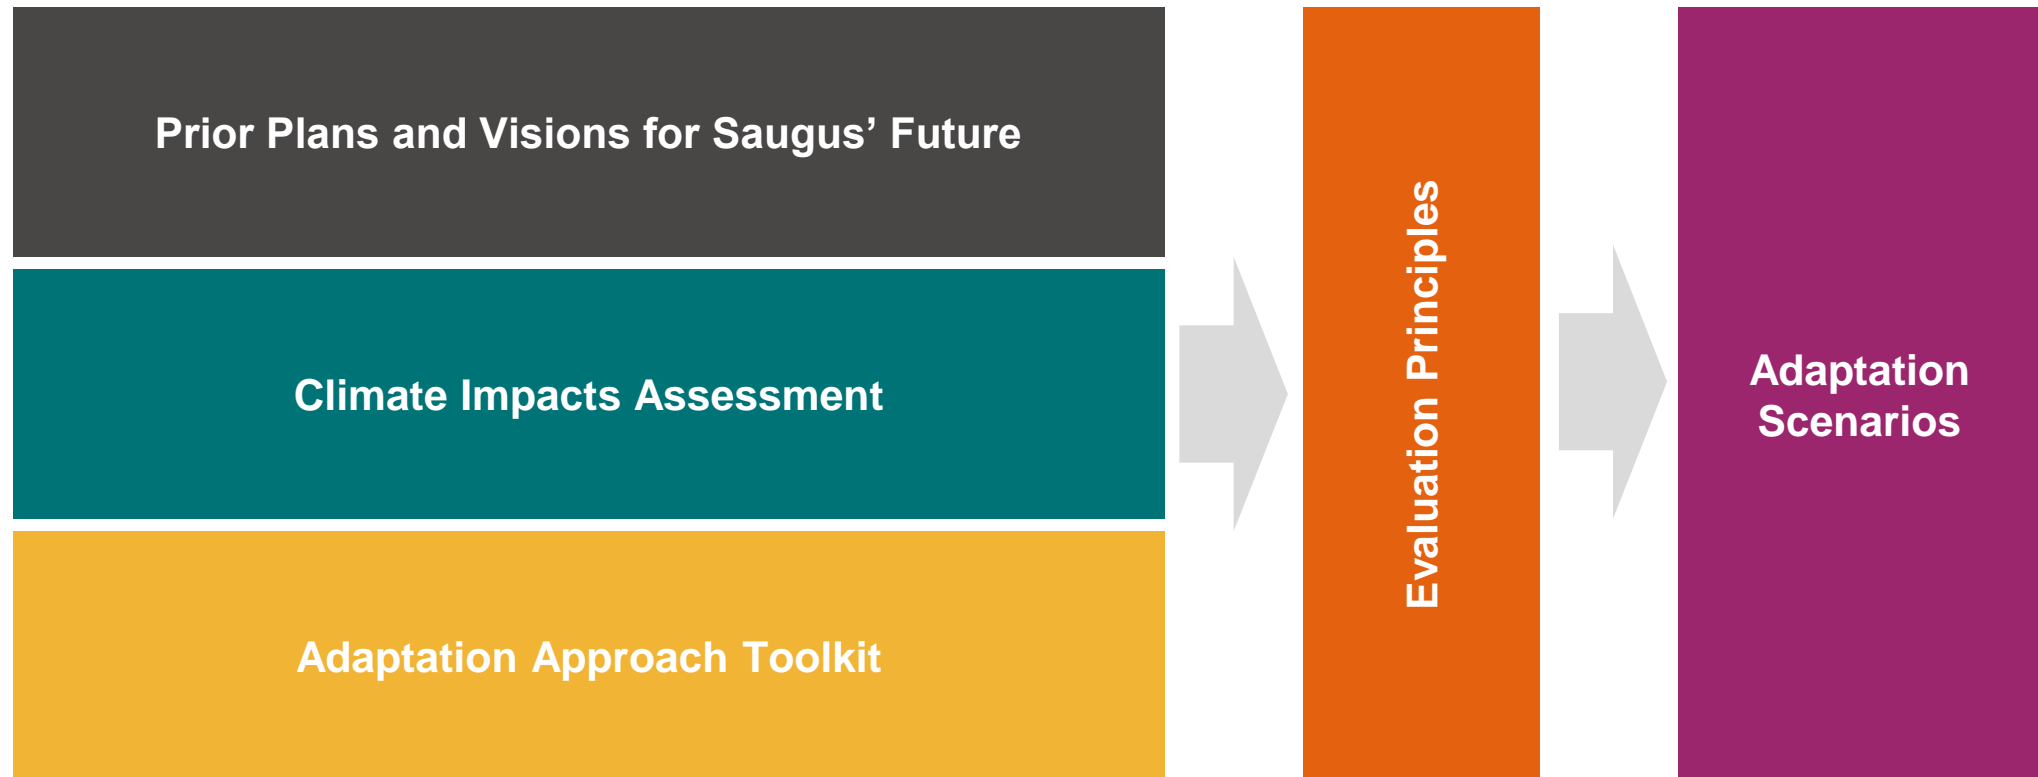 Prior Plans and Visions for Saugus’ Future
Climate Impacts Assessment
Adaptation Approach Toolkit
Evaluation Principles
Adaptation
Scenarios